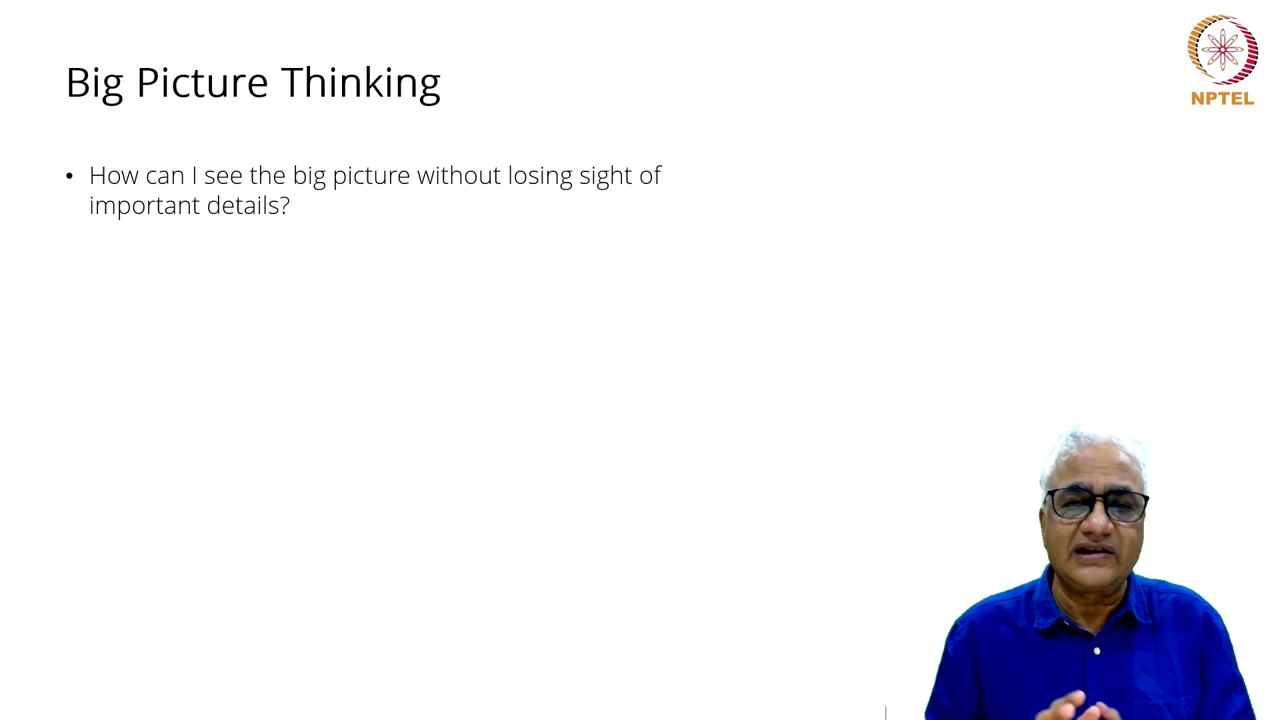 Big Picture Thinking
NPTEL
• How can I see the big picture without losing sight of
important details?